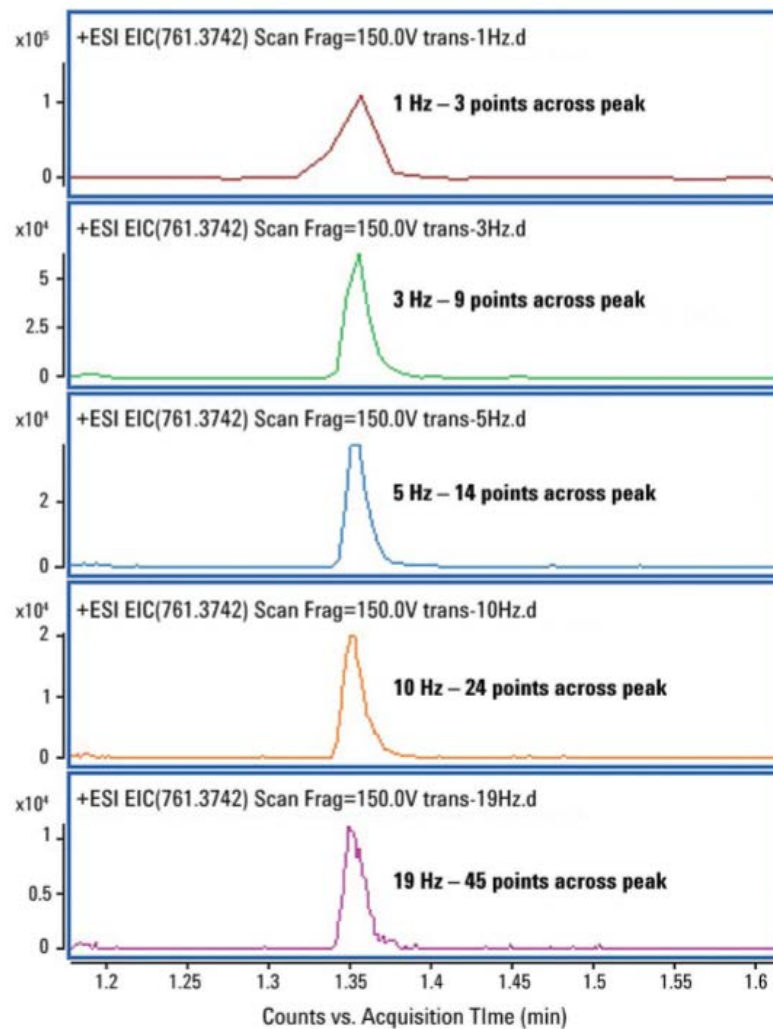 x10⁵
+ESI EIC(761.3742) Scan Frag=150.0V trans-1Hz.d
1 Hz – 3 points across peak
1
0
x10⁴
+ESI EIC(761.3742) Scan Frag=150.0V trans-3Hz.d
3 Hz – 9 points across peak
5
2.5
0
x10⁴
+ESI EIC(761.3742) Scan Frag=150.0V trans-5Hz.d
5 Hz – 14 points across peak
2
0
x10⁴
+ESI EIC(761.3742) Scan Frag=150.0V trans-10Hz.d
2
10 Hz – 24 points across peak
1
0
x10⁴
+ESI EIC(761.3742) Scan Frag=150.0V trans-19Hz.d
1
19 Hz – 45 points across peak
0.5
0
1.2 1.25 1.3 1.35 1.4 1.45 1.5 1.55 1.6
Counts vs. Acquisition TIme (min)